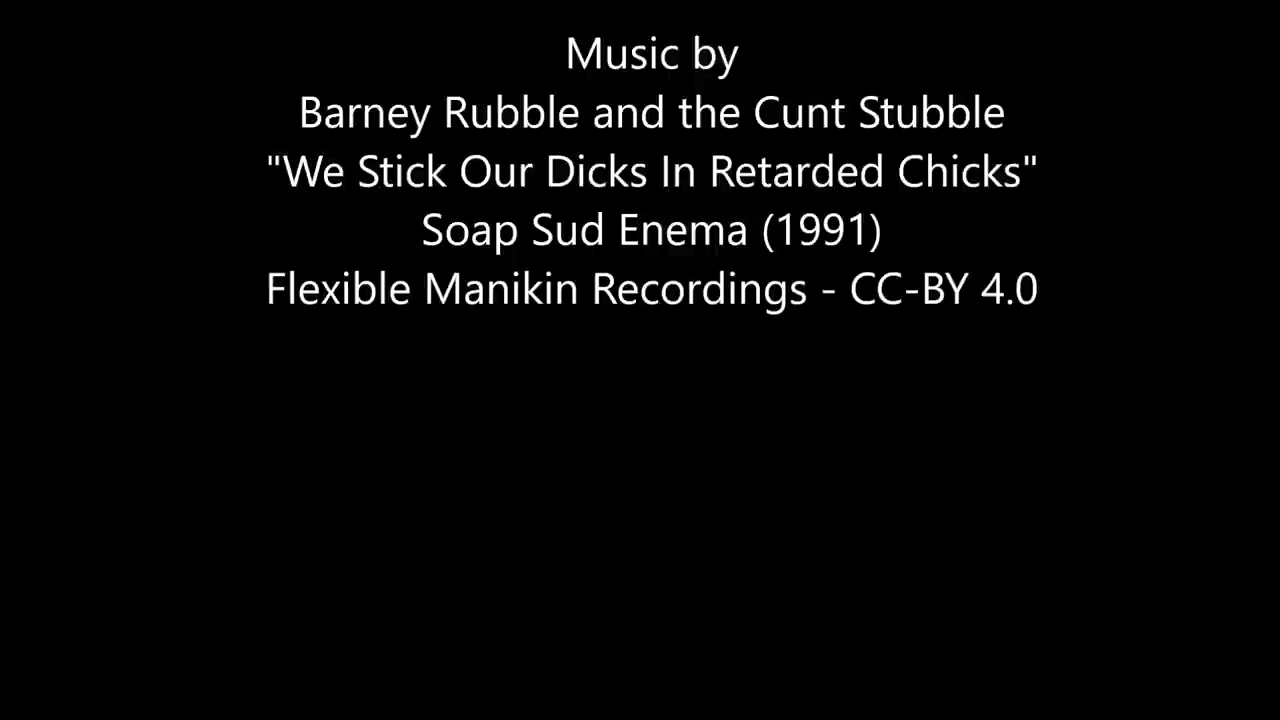 Music by
Barney Rubble and the Cunt Stubble
"We Stick Our Dicks In Retarded Chicks"
Soap Sud Enema (1991)
Flexible Manikin Recordings - CC-BY 4.0